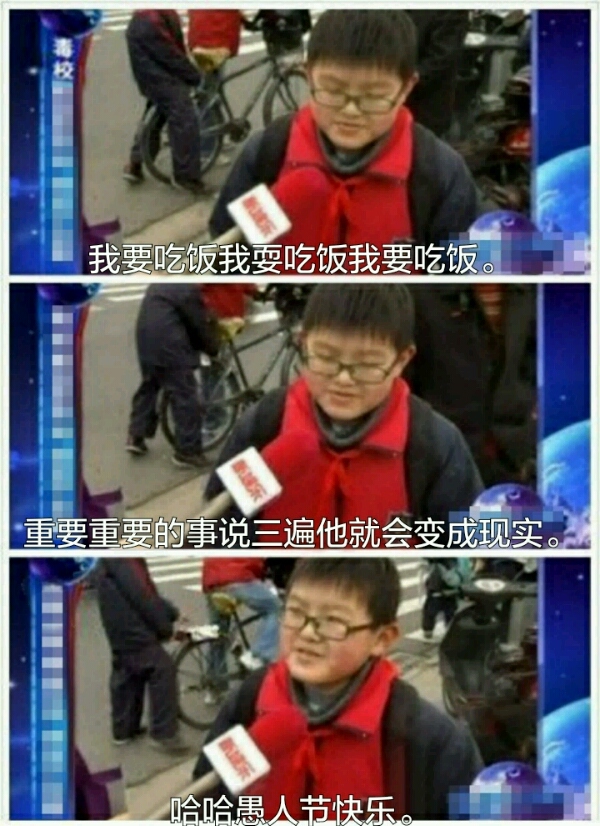 毒校
我要吃饭我耍吃饭我要吃饭。
重要重要的事说三遍他就会变成现实。
哈哈愚人节快乐。